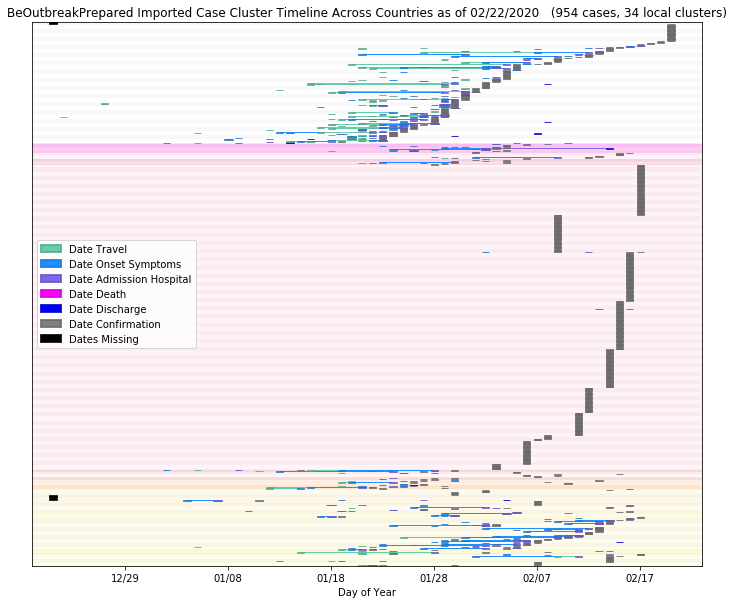 BeOutbreakPrepared Imported Case Cluster Timeline Across Countries as of 02/22/2020 (954 cases, 34 local clusters)
Date Travel
Date Onset Symptoms
Date Admission Hospital
Date Death
Date Discharge
Date Confirmation
Dates Missing
12/29 01/08 01/18 01/28 02/07 02/17
Day of Year